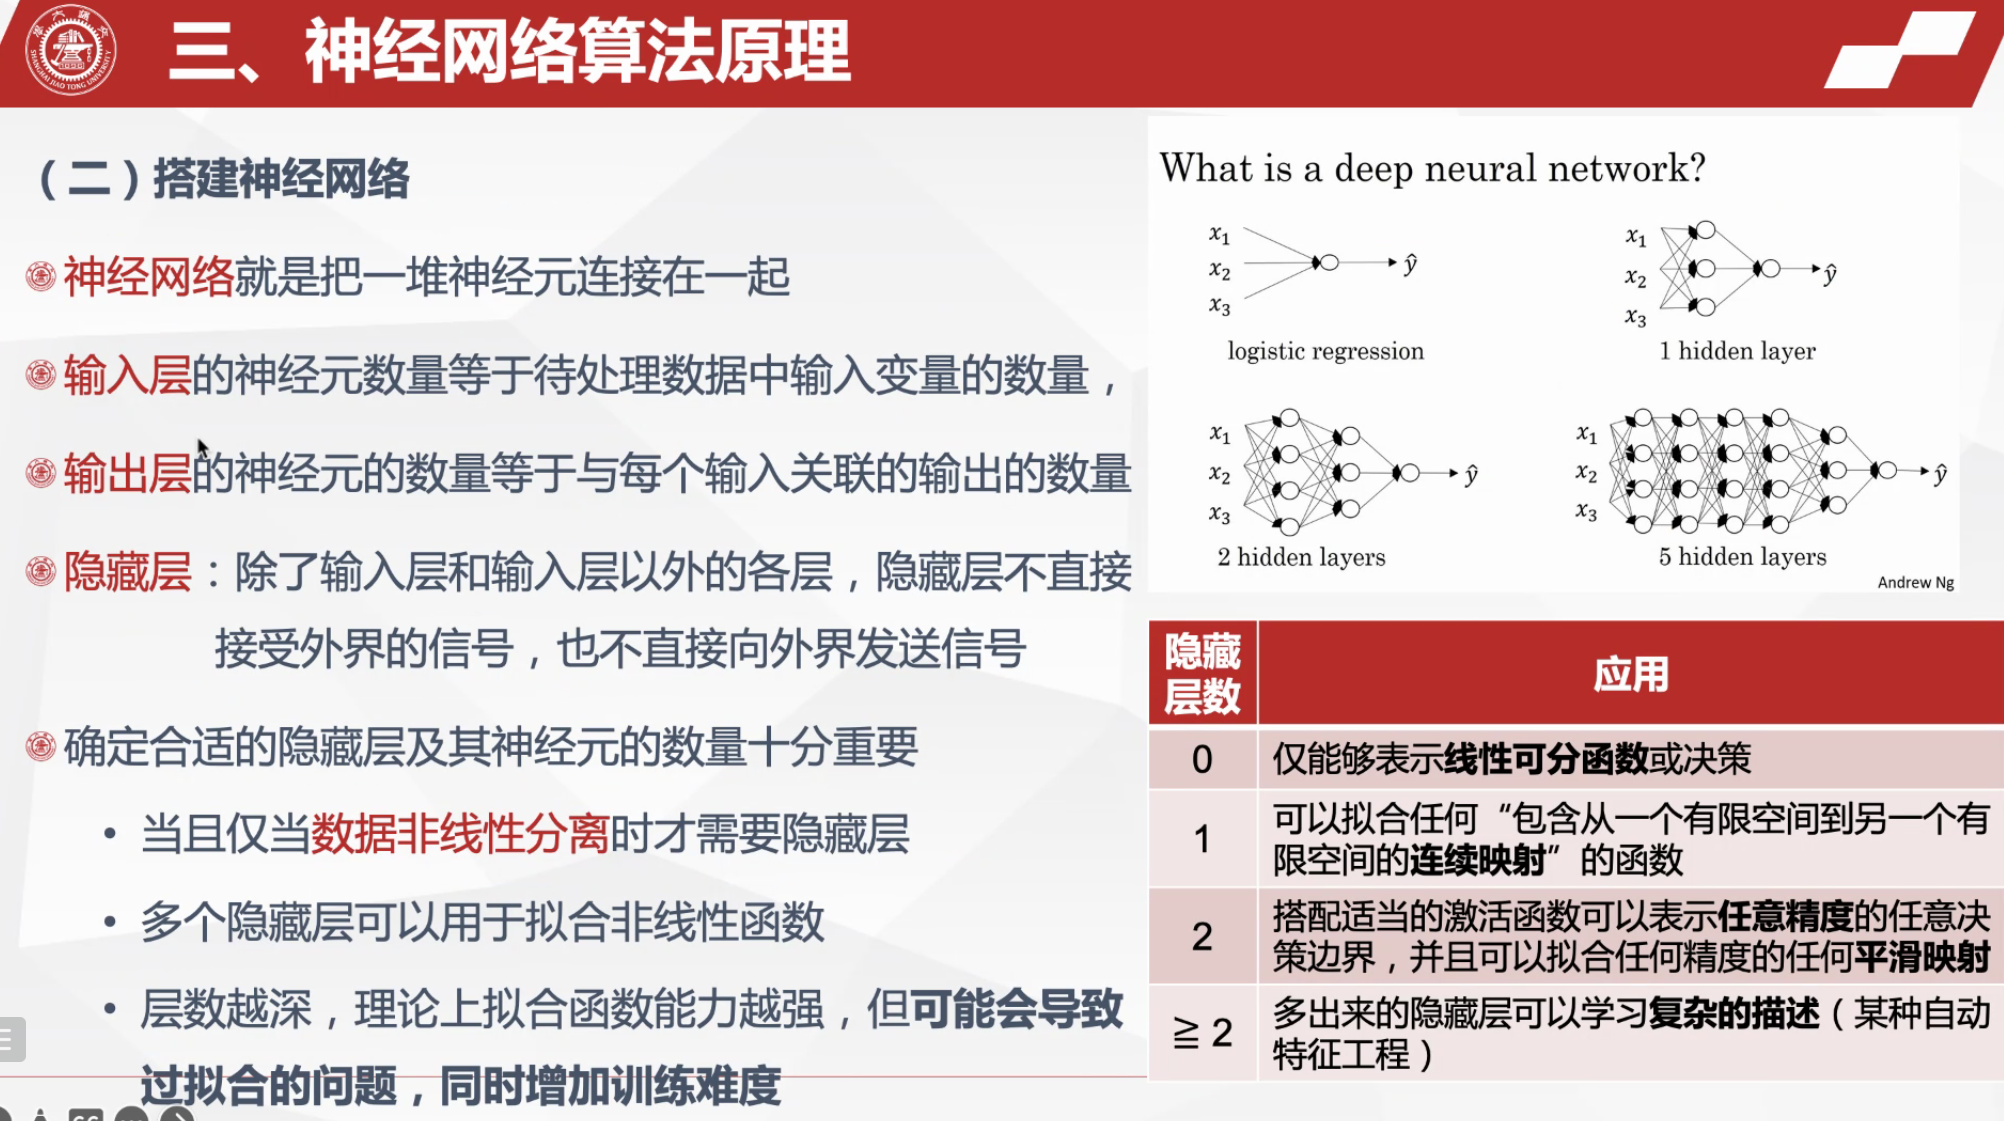 三、神经网络算法原理
（二）搭建神经网络
神经网络就是把一堆神经元连接在一起
输入层的神经元数量等于待处理数据中输入变量的数量，
输出层的神经元的数量等于与每个输入关联的输出的数量
隐藏层：除了输入层和输入层以外的各层，隐藏层不直接
接受外界的信号，也不直接向外界发送信号
确定合适的隐藏层及其神经元的数量十分重要
• 当且仅当数据非线性分离时才需要隐藏层
• 多个隐藏层可以用于拟合非线性函数
• 层数越深，理论上拟合函数能力越强，但可能会导致
过拟合的问题，同时增加训练难度
What is a deep neural network?
x₁
x₂
x₃
ŷ
logistic regression
x₁
x₂
x₃
ŷ
1 hidden layer
x₁
x₂
x₃
ŷ
2 hidden layers
x₁
x₂
x₃
ŷ
5 hidden layers
Andrew Ng
隐藏
层数
应用
0
仅能够表示线性可分函数或决策
1
可以拟合任何“包含从一个有限空间到另一个有
限空间的连续映射”的函数
2
搭配适当的激活函数可以表示任意精度的任意决
策边界，并且可以拟合任何精度的任何平滑映射
≧ 2
多出来的隐藏层可以学习复杂的描述（某种自动
特征工程）